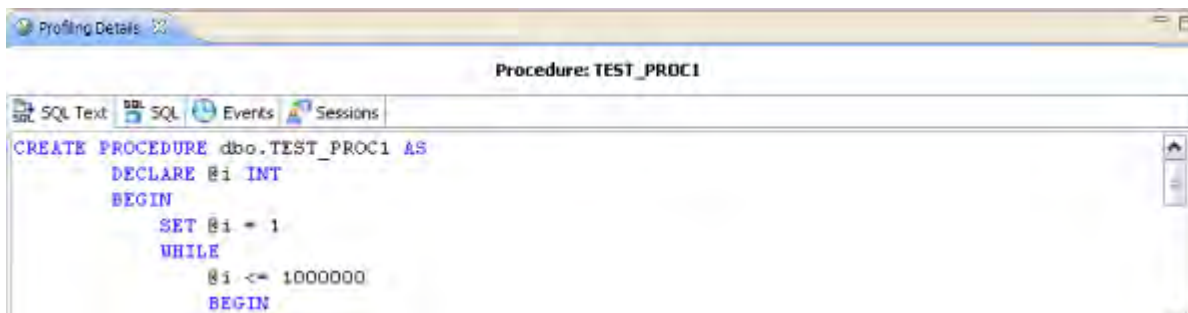 Profiling Details
Procedure: TEST_PROC1
SQL Text SQL Events Sessions
CREATE PROCEDURE dbo.TEST_PROC1 AS
DECLARE @i INT
BEGIN
SET @i = 1
WHILE
@i <= 1000000
BEGIN